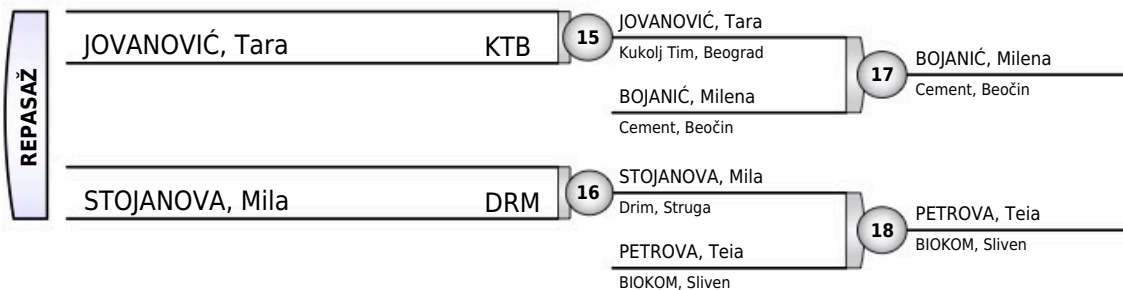 REPASAŽ
JOVANOVIĆ, Tara KTB
15
JOVANOVIĆ, Tara
Kukolj Tim, Beograd
BOJANIĆ, Milena
Cement, Beočin
17
BOJANIĆ, Milena
Cement, Beočin
STOJANOVA, Mila DRM
16
STOJANOVA, Mila
Drim, Struga
PETROVA, Teia
BIOKOM, Sliven
18
PETROVA, Teia
BIOKOM, Sliven